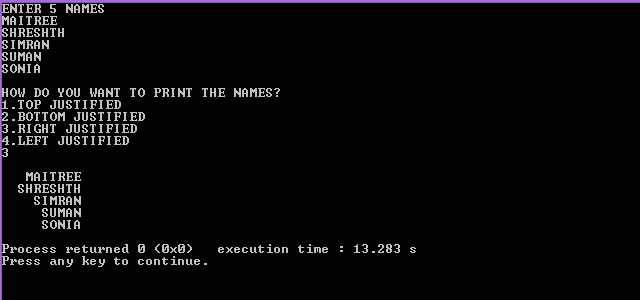 ENTER 5 NAMES
MAITREE
SHRESHTH
SIMRAN
SUMAN
SONIA
HOW DO YOU WANT TO PRINT THE NAMES?
1.TOP JUSTIFIED
2.BOTTOM JUSTIFIED
3.RIGHT JUSTIFIED
4.LEFT JUSTIFIED
3
MAITREE
SHRESHTH
SIMRAN
SUMAN
SONIA
Process returned 0 (0x0)   execution time : 13.283 s
Press any key to continue.